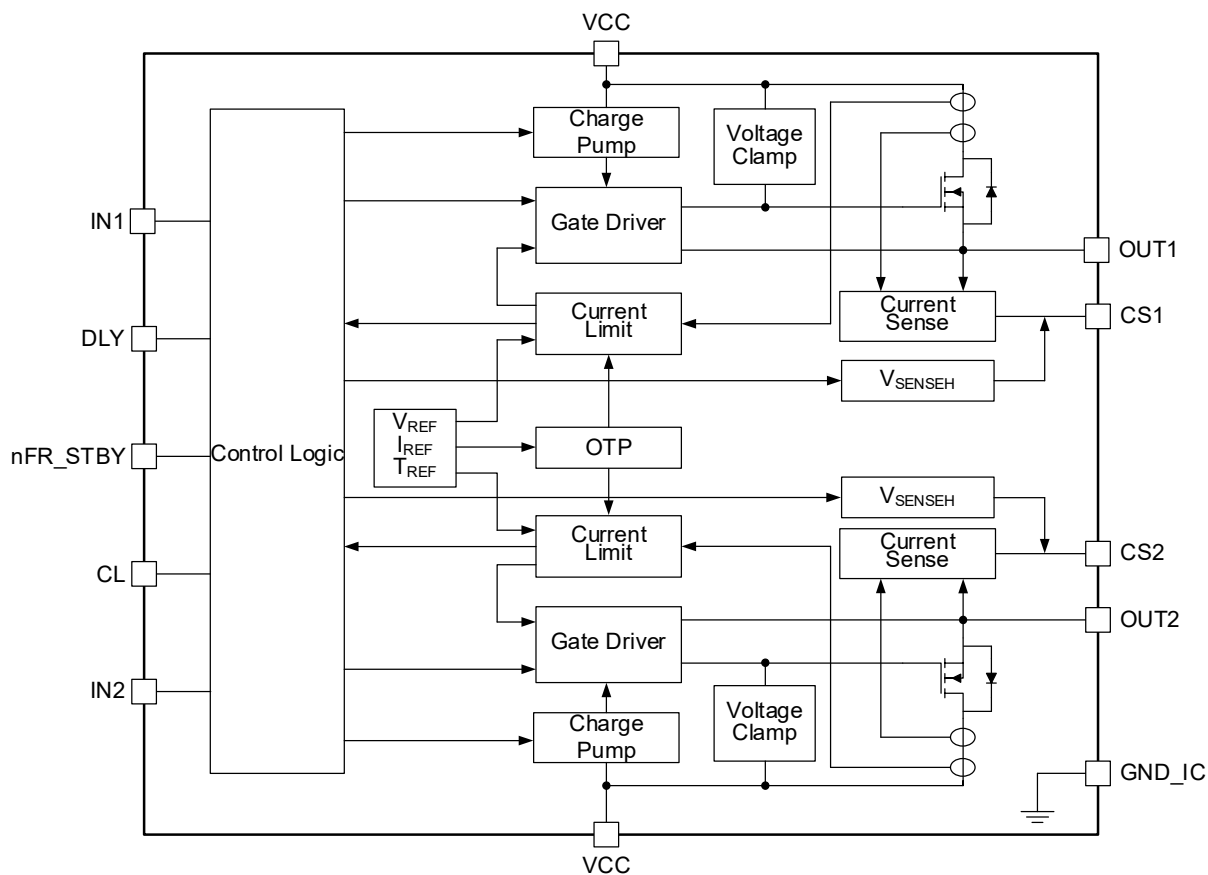 VCC
Charge
Pump
Voltage
Clamp
IN1
Gate Driver
OUT1
Current
Limit
Current
Sense
CS1
DLY
VSENSEH
VREF
IREF
TREF
OTP
nFR_STBY
Control Logic
VSENSEH
Current
Limit
Current
Sense
CS2
CL
OUT2
Gate Driver
IN2
Voltage
Clamp
Charge
Pump
GND_IC
VCC